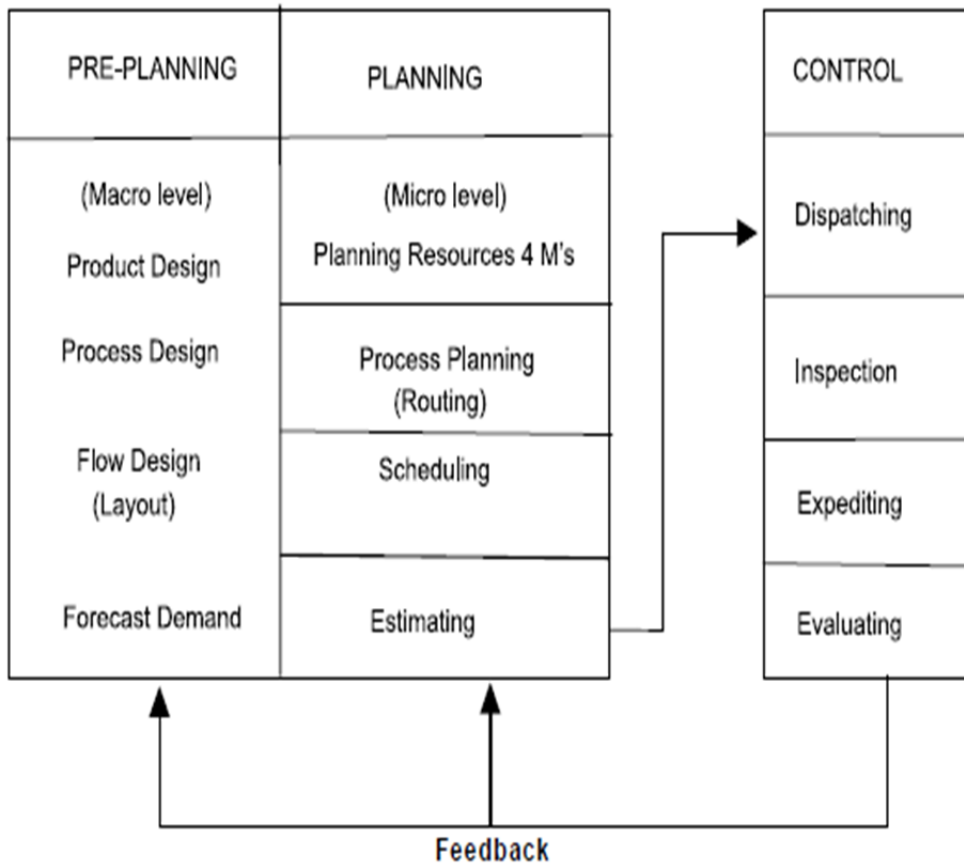 PRE-PLANNING
(Macro level)
Product Design
Process Design
Flow Design
(Layout)
Forecast Demand
PLANNING
(Micro level)
Planning Resources 4 M's
Process Planning
(Routing)
Scheduling
Estimating
CONTROL
Dispatching
Inspection
Expediting
Evaluating
Feedback